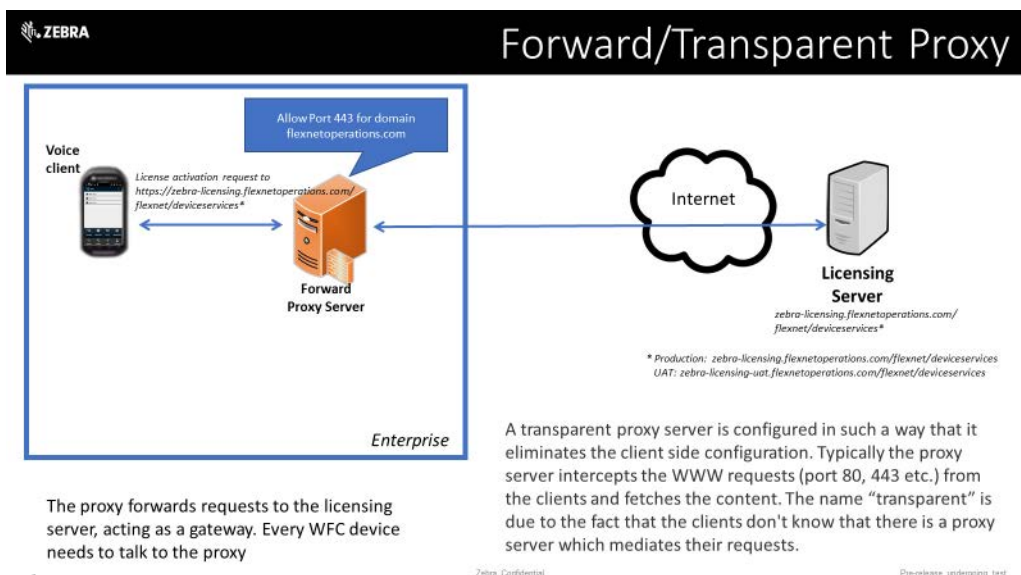 ZEBRA
Forward/Transparent Proxy
Allow Port 443 for domain
flexnetoperations.com
Voice
client
License activation request to
https://zebra-licensing.flexnetoperations.com/
flexnet/deviceservices*
Internet
Forward
Proxy Server
Licensing
Server
zebra-licensing.flexnetoperations.com/
flexnet/deviceservices*
* Production: zebra-licensing.flexnetoperations.com/flexnet/deviceservices
UAT: zebra-licensing-uat.flexnetoperations.com/flexnet/deviceservices
Enterprise
The proxy forwards requests to the licensing
server, acting as a gateway. Every WFC device
needs to talk to the proxy
A transparent proxy server is configured in such a way that it
eliminates the client side configuration. Typically the proxy
server intercepts the WWW requests (port 80, 443 etc.) from
the clients and fetches the content. The name “transparent” is
due to the fact that the clients don't know that there is a proxy
server which mediates their requests.
Zebra Confidential
Pre-release, undergoing test